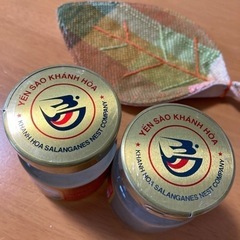 YẾN SÀO KHÁNH HÒA
KHANH HOA SALANGANES NEST COMPANY
YẾN SÀO KHÁNH HÒA
KHANH HOA SALANGANES NEST COMPANY